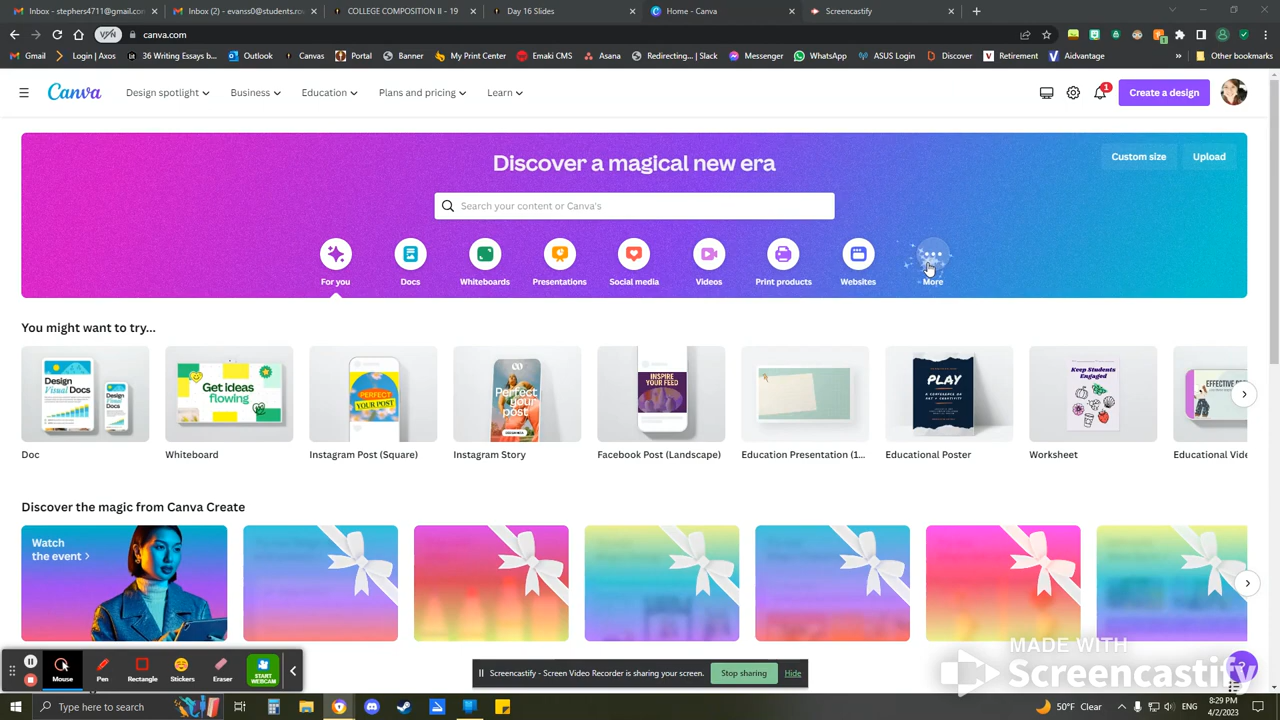 Inbox - stephers4711@gmail.com
Inbox (2) - evanss0@students.ro
COLLEGE COMPOSITION II - 19
Day 16 Slides
Home - Canva
Screencastify
VPN
canva.com
Gmail
Login | Axos
36 Writing Essays b...
Outlook
Canvas
Portal
Banner
My Print Center
Emaki CMS
Asana
Redirecting... | Slack
Messenger
WhatsApp
ASUS Login
Discover
Retirement
Aidvantage
»
Other bookmarks
Canva
Design spotlight
Business
Education
Plans and pricing
Learn
1
Create a design
Discover a magical new era
Custom size
Upload
Search your content or Canva's
For you
Docs
Whiteboards
Presentations
Social media
Videos
Print products
Websites
More
You might want to try...
Design
Visual Docs
Design
Visual
Docs
Get Ideas
flowing
PERFECT
YOUR POST
Perfect
your
post
INSPIRE
YOUR FEED
PLAY
Keep Students
Engaged
Doc
Whiteboard
Instagram Post (Square)
Instagram Story
Facebook Post (Landscape)
Education Presentation (1...
Educational Poster
Worksheet
Educational Vide
Discover the magic from Canva Create
Watch
the event >
Mouse
Pen
Rectangle
Stickers
Eraser
START
WEBCAM
Screencastify - Screen Video Recorder is sharing your screen.
Stop sharing
Hide
MADE WITH
Screencastify
Type here to search
50°F Clear
ENG
8:29 PM
4/2/2023